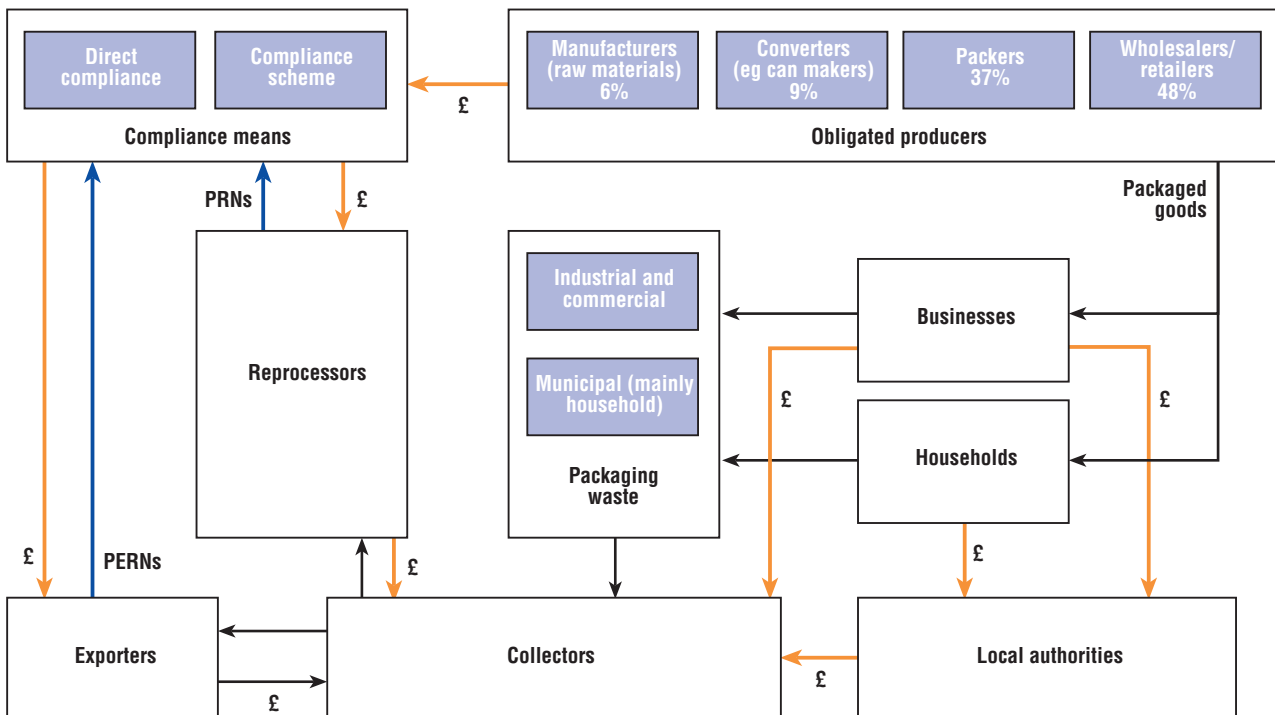 Direct
compliance
Compliance
scheme
Compliance means
£
Manufacturers
(raw materials)
6%
Converters
(eg can makers)
9%
Packers
37%
Wholesalers/
retailers
48%
Obligated producers
PRNs
£
Packaged
goods
Reprocessors
Industrial and
commercial
Municipal (mainly
household)
Packaging
waste
Businesses
£
£
Households
£
£
PERNs
£
Exporters
£
Collectors
£
Local authorities